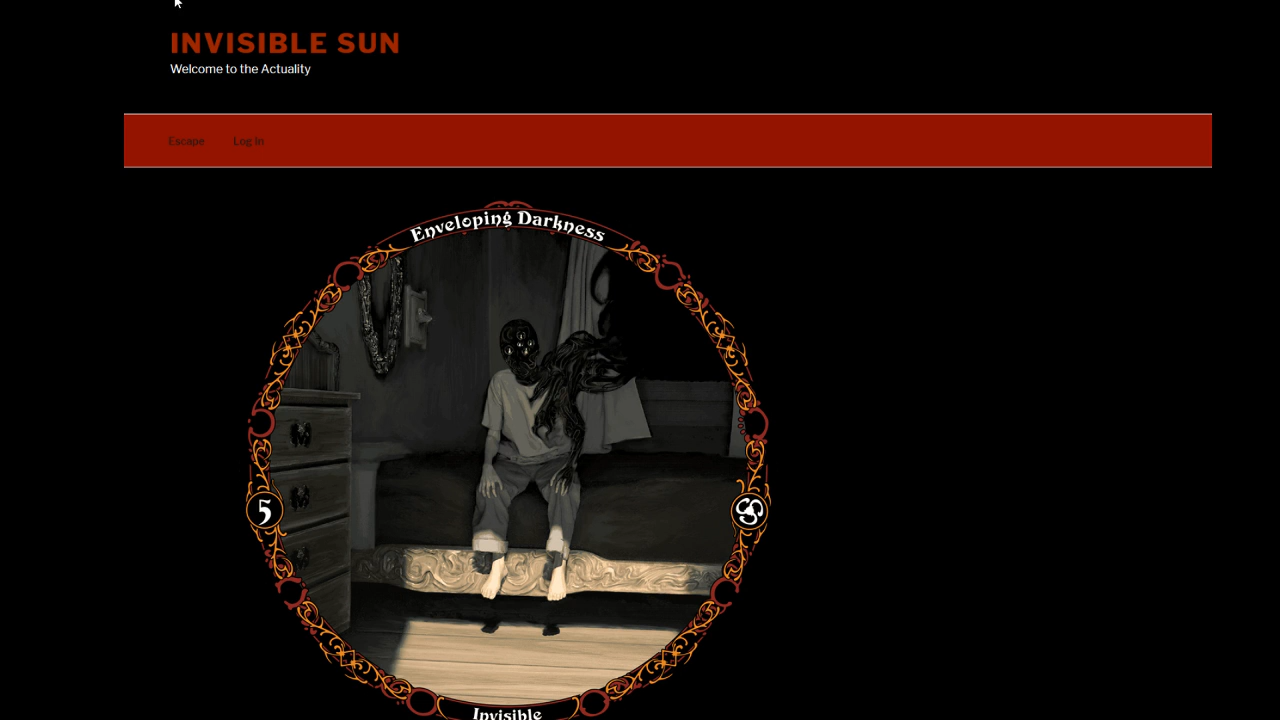 INVISIBLE SUN
Welcome to the Actuality
Escape Log In
Enveloping Darkness
5
Invisible